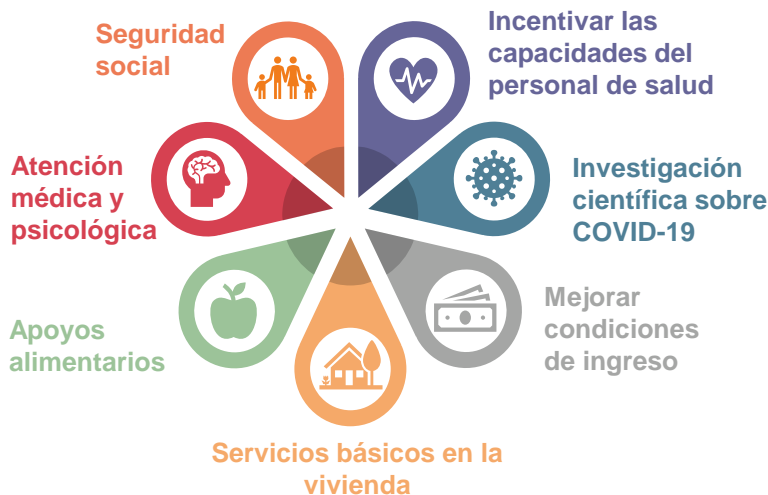 Seguridad
social
Incentivar las
capacidades del
personal de salud
Atención
médica y
psicológica
Investigación
científica sobre
COVID-19
Apoyos
alimentarios
Mejorar
condiciones
de ingreso
Servicios básicos en la
vivienda